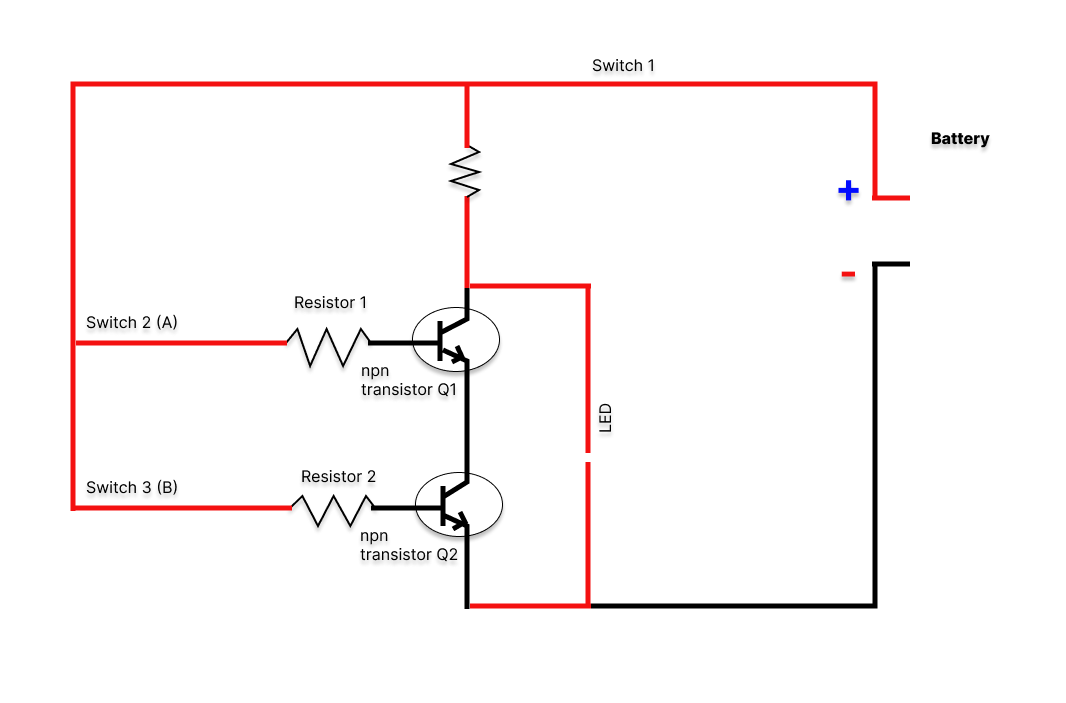 Switch 1
Battery
+
-
Resistor 1
Switch 2 (A)
npn
transistor Q1
LED
Resistor 2
Switch 3 (B)
npn
transistor Q2